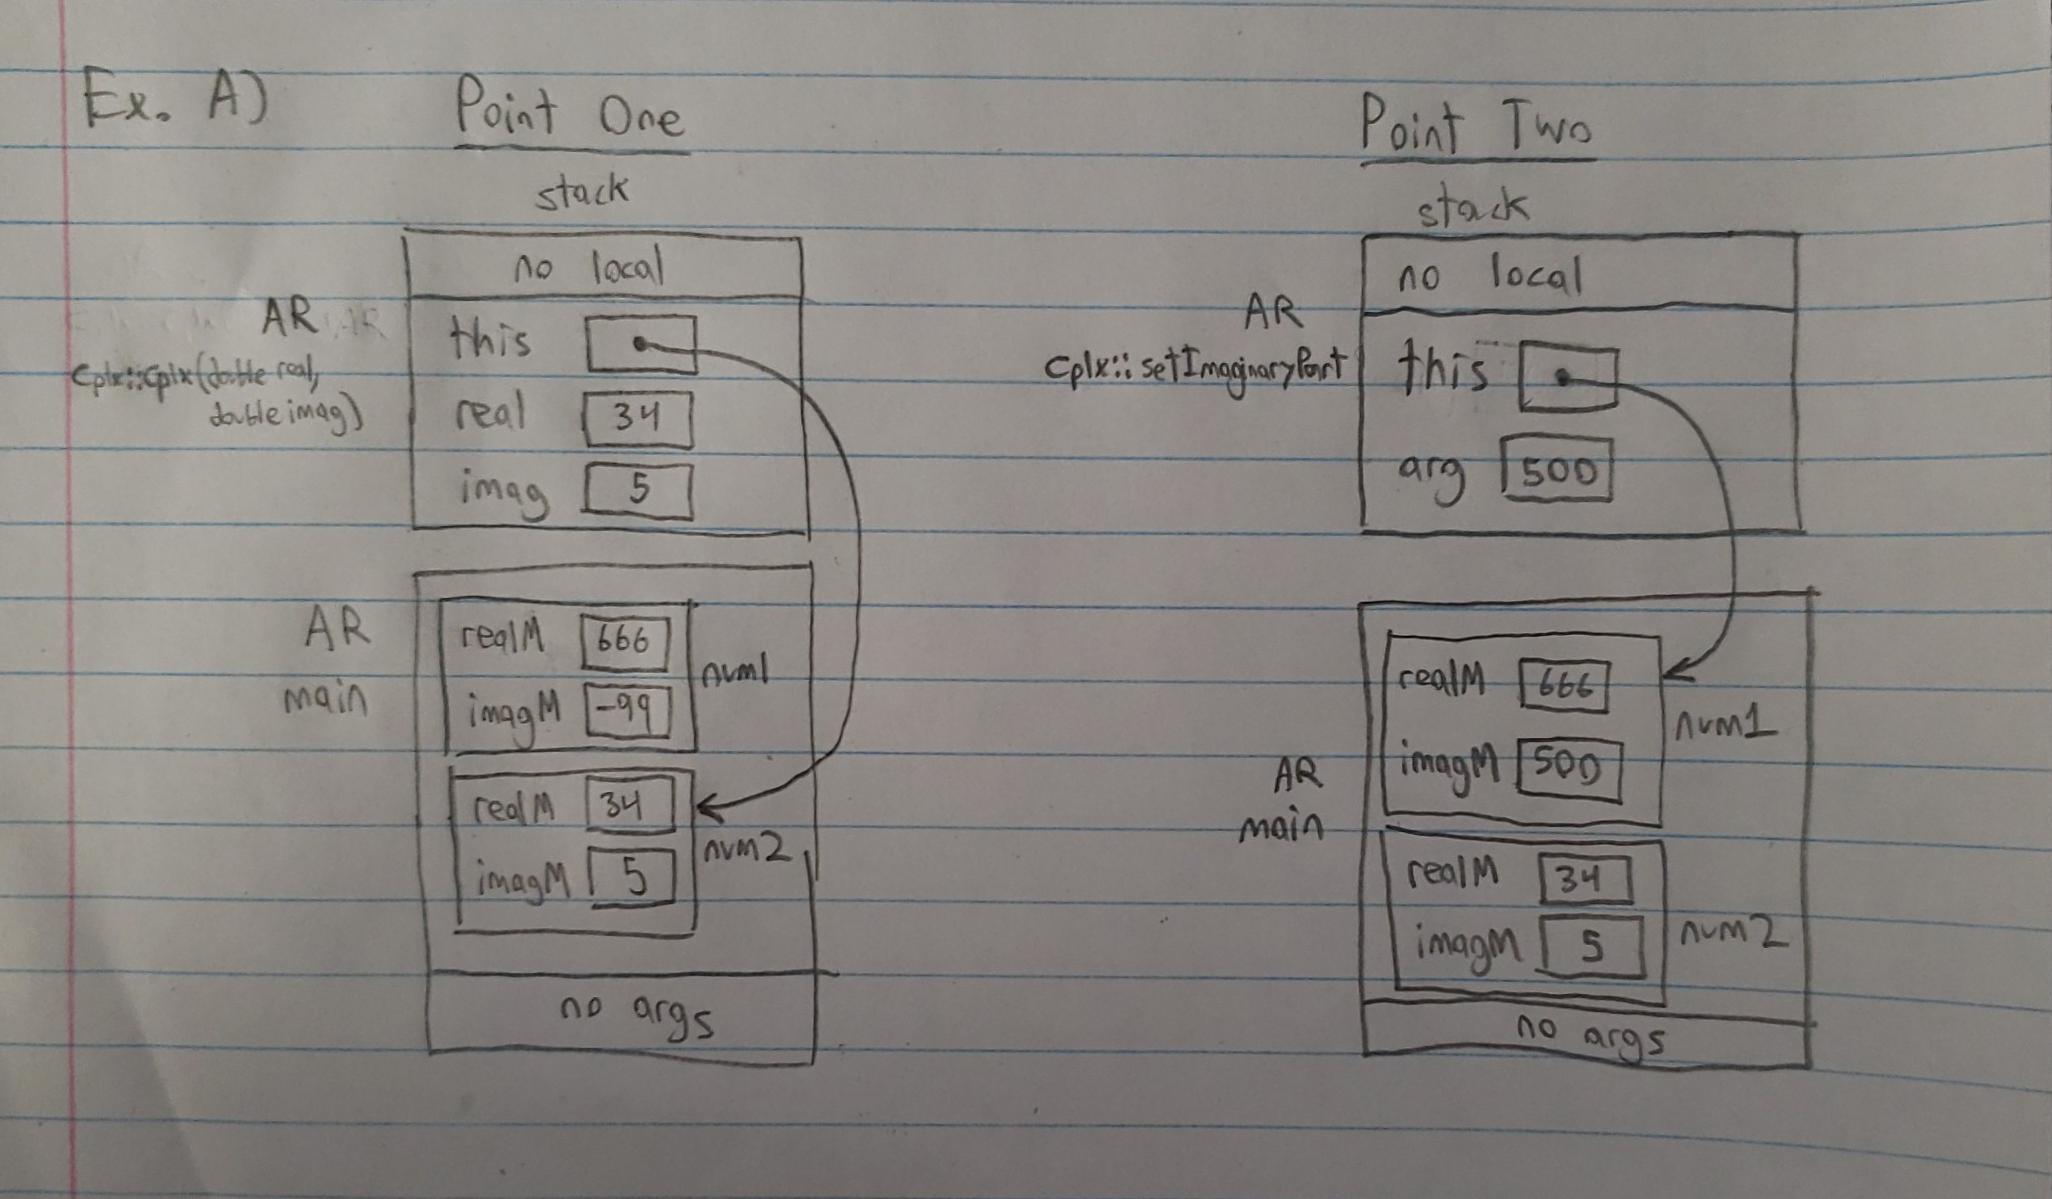 Ex. A)
Point One
stack
no local
AR
Cplx::Cplx(double real,
double imag)
this
real 34
imag 5
AR
main
realM 666
imagM -99
num1
realM 34
imagM 5
num2
no args
Point Two
stack
no local
AR
Cplx::setImaginaryPart
this
arg 500
AR
main
realM 666
imagM 500
num1
realM 34
imagM 5
num2
no args